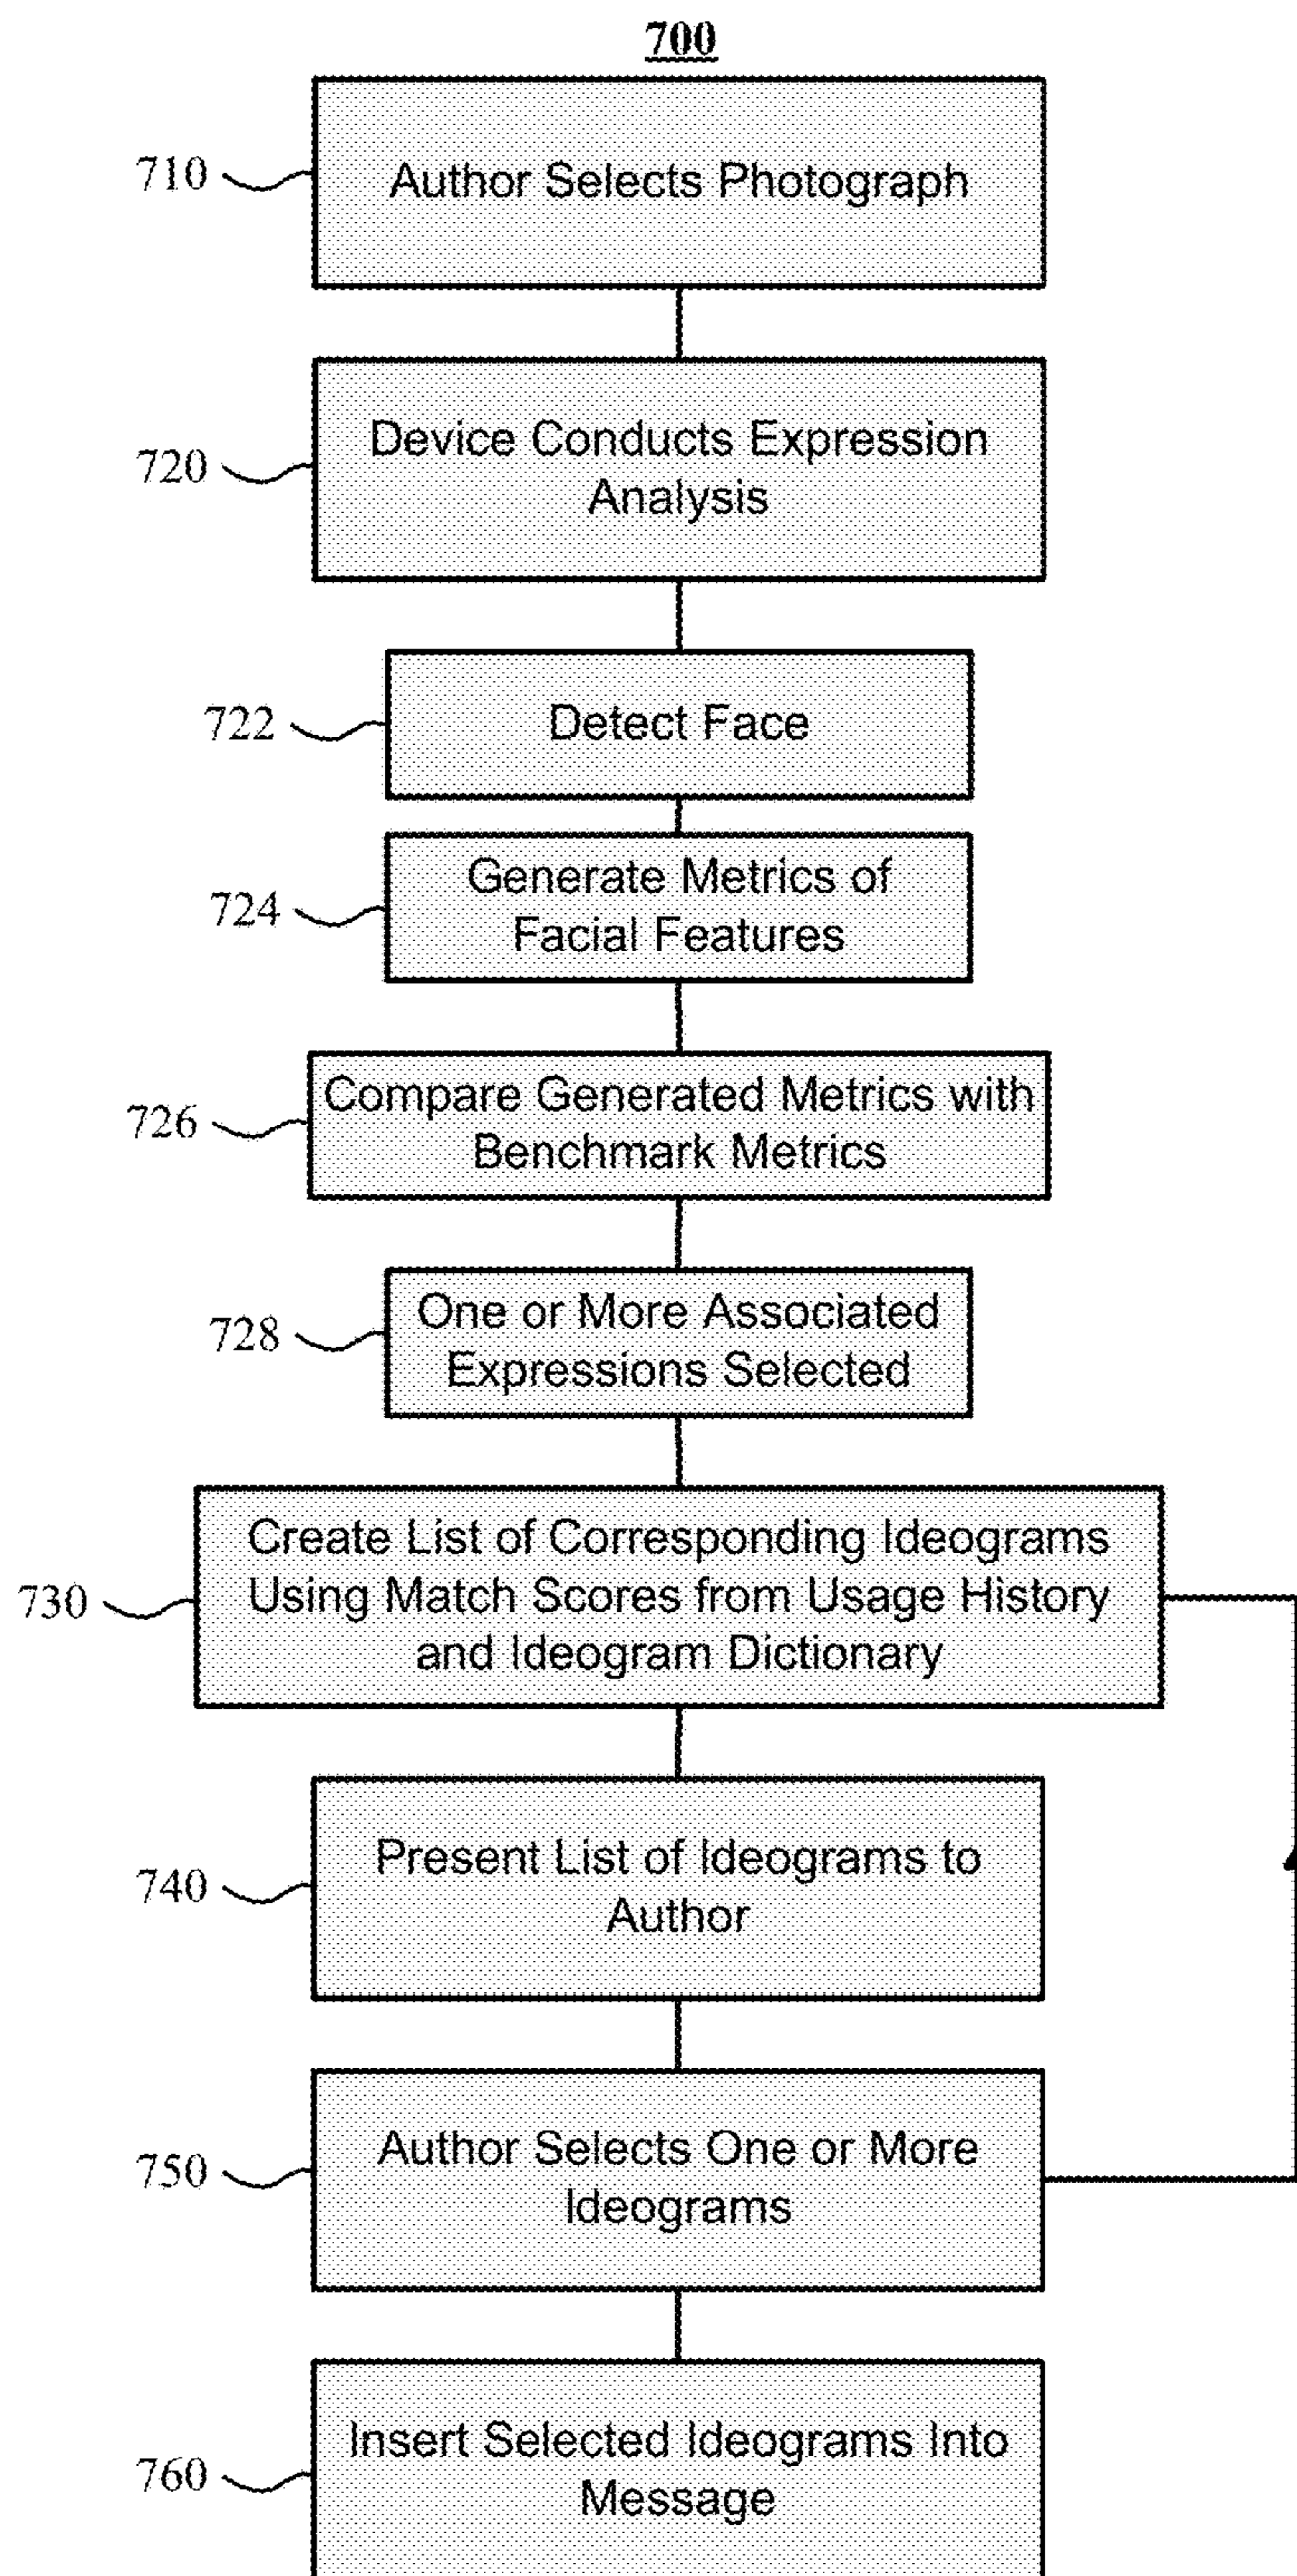 700
710
Author Selects Photograph
720
Device Conducts Expression
Analysis
722
Detect Face
724
Generate Metrics of
Facial Features
726
Compare Generated Metrics with
Benchmark Metrics
728
One or More Associated
Expressions Selected
730
Create List of Corresponding Ideograms
Using Match Scores from Usage History
and Ideogram Dictionary
740
Present List of Ideograms to
Author
750
Author Selects One or More
Ideograms
760
Insert Selected Ideograms Into
Message